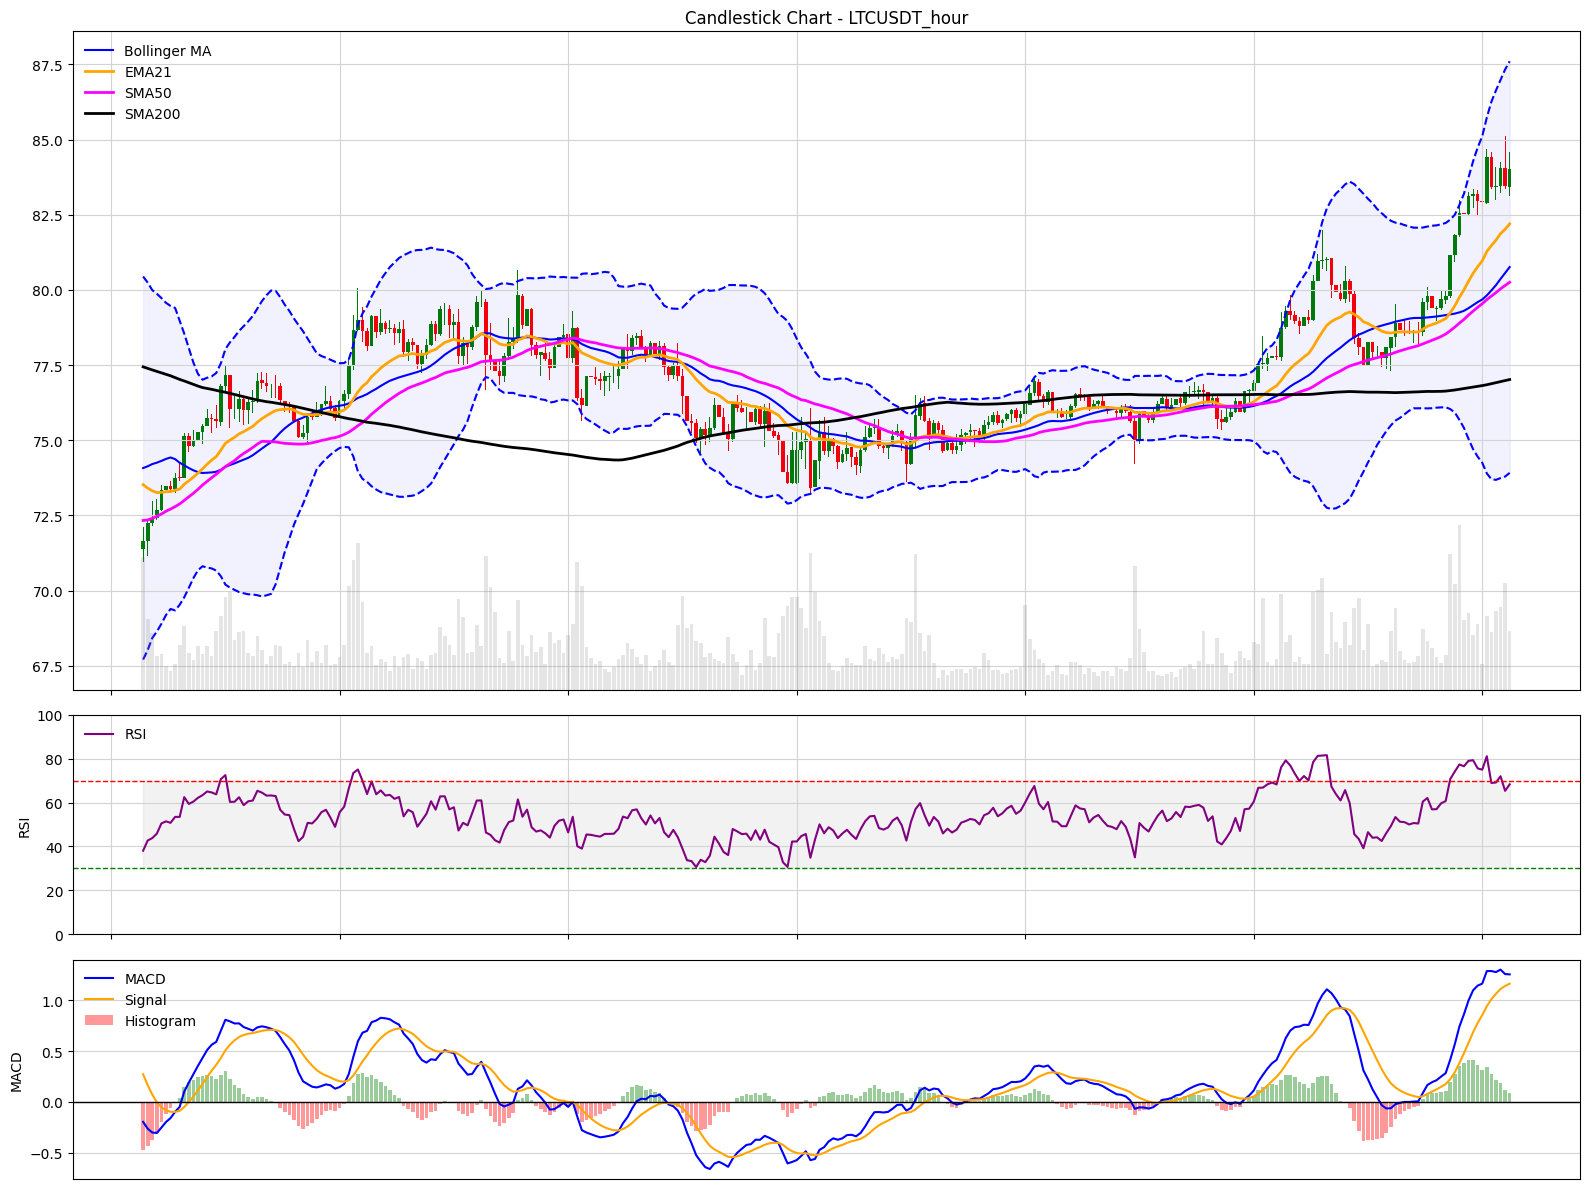 Candlestick Chart - LTCUSDT_hour
Bollinger MA
EMA21
SMA50
SMA200
87.5
85.0
82.5
80.0
77.5
75.0
72.5
70.0
67.5
RSI
100
80
60
40
20
0
RSI
MACD
Signal
Histogram
1.0
0.5
0.0
−0.5
MACD